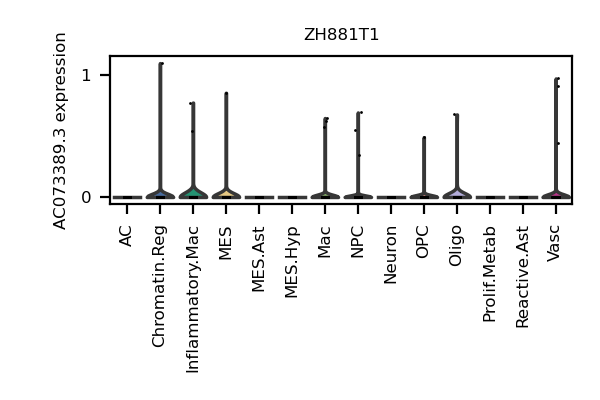 ZH881T1
AC073389.3 expression
1
0
AC
Chromatin.Reg
Inflammatory.Mac
MES
MES.Ast
MES.Hyp
Mac
NPC
Neuron
OPC
Oligo
Prolif.Metab
Reactive.Ast
Vasc